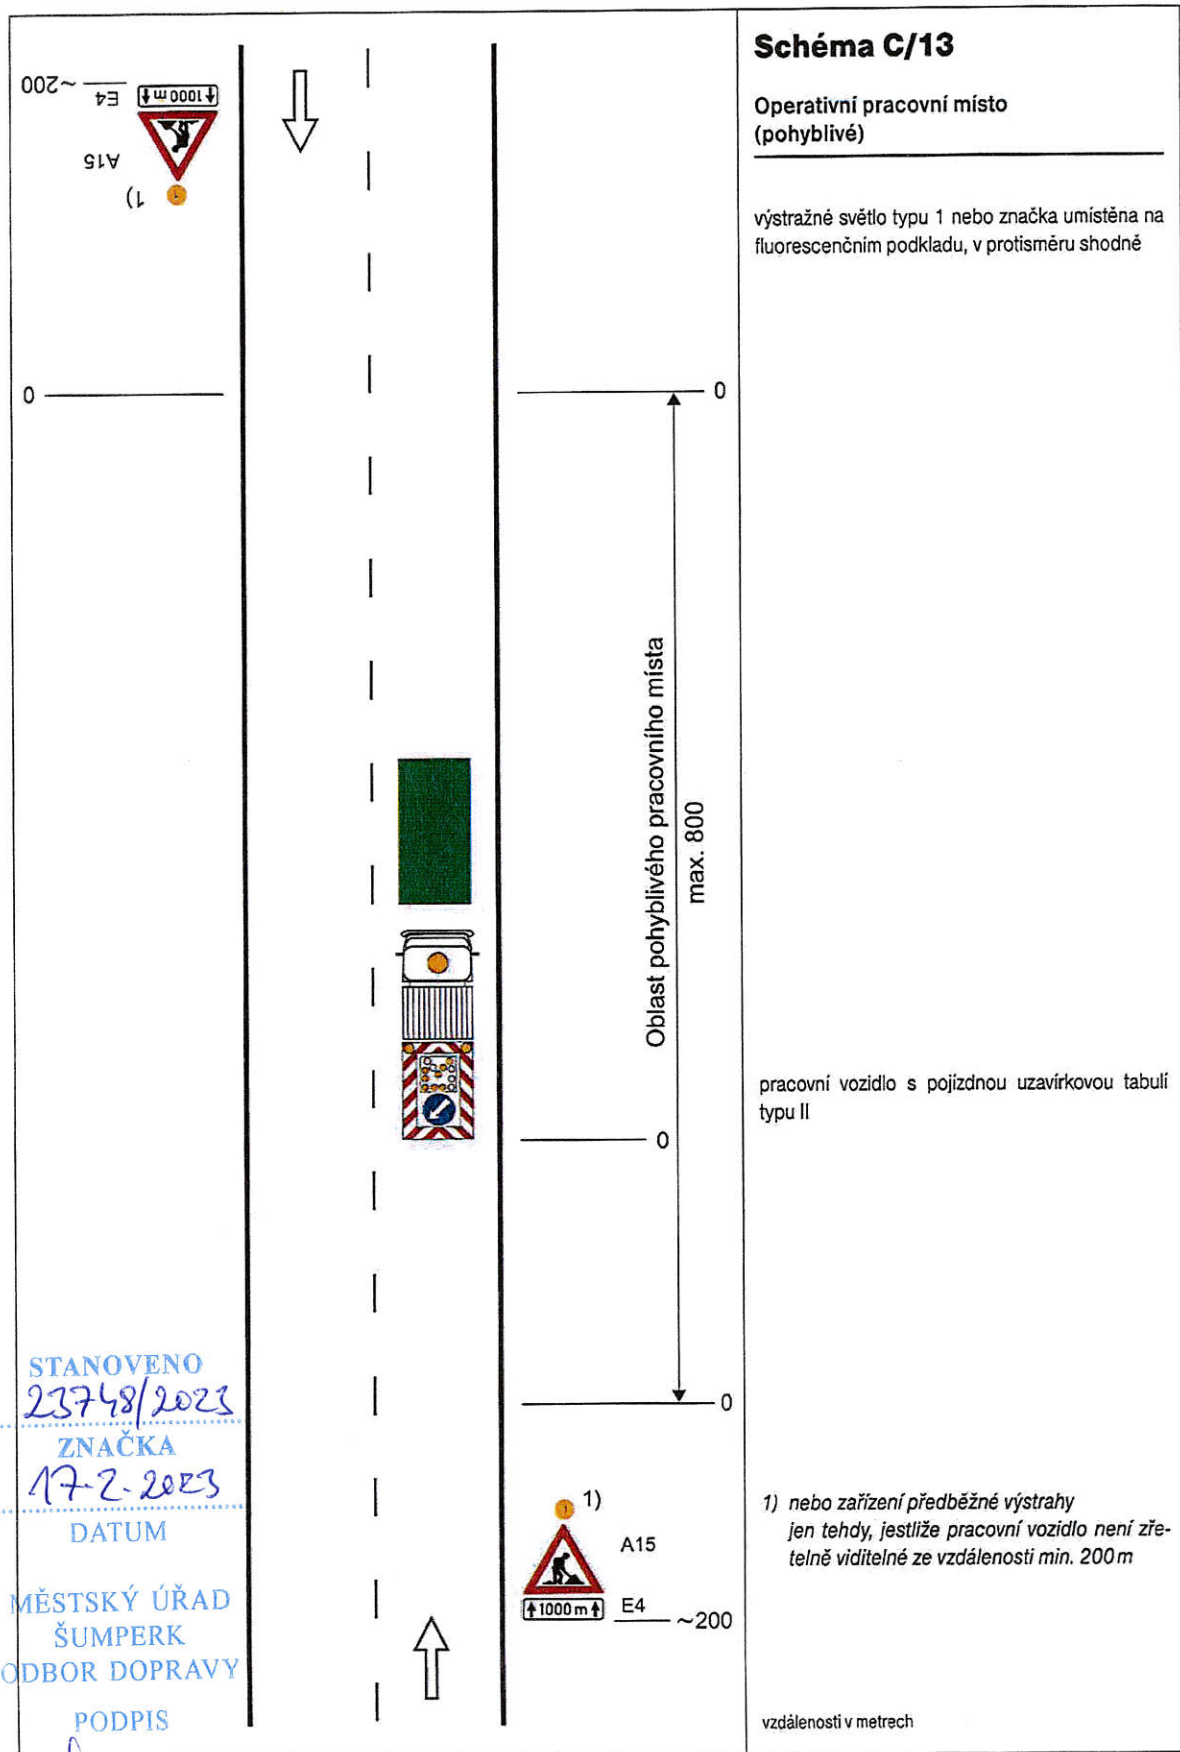 Schéma C/13
Operativní pracovní místo
(pohyblivé)
výstražné světlo typu 1 nebo značka umístěna na
fluorescenčním podkladu, v protisměru shodně
~200
E4
1000 m
A15
1)
0
0
Oblast pohyblivého pracovního místa
max. 800
pracovní vozidlo s pojízdnou uzavírkovou tabulí
typu II
0
0
1)
A15
1000 m
E4
~200
1) nebo zařízení předběžné výstrahy
jen tehdy, jestliže pracovní vozidlo není zře-
telně viditelné ze vzdálenosti min. 200 m
vzdálenosti v metrech
STANOVENO
23748/2023
ZNAČKA
17.2.2023
DATUM
MĚSTSKÝ ÚŘAD
ŠUMPERK
ODBOR DOPRAVY
PODPIS